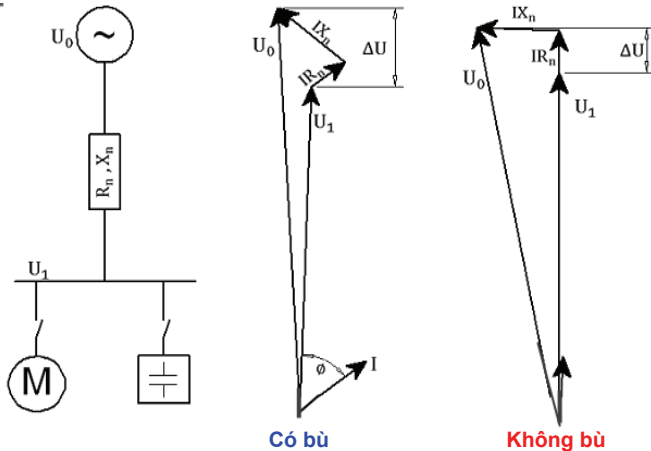 U₀
~
Rₙ , Xₙ
U₁
M
U₀
IXₙ
IRₙ
ΔU
U₁
ø
I
Có bù
IXₙ
U₀
IRₙ
ΔU
U₁
Không bù